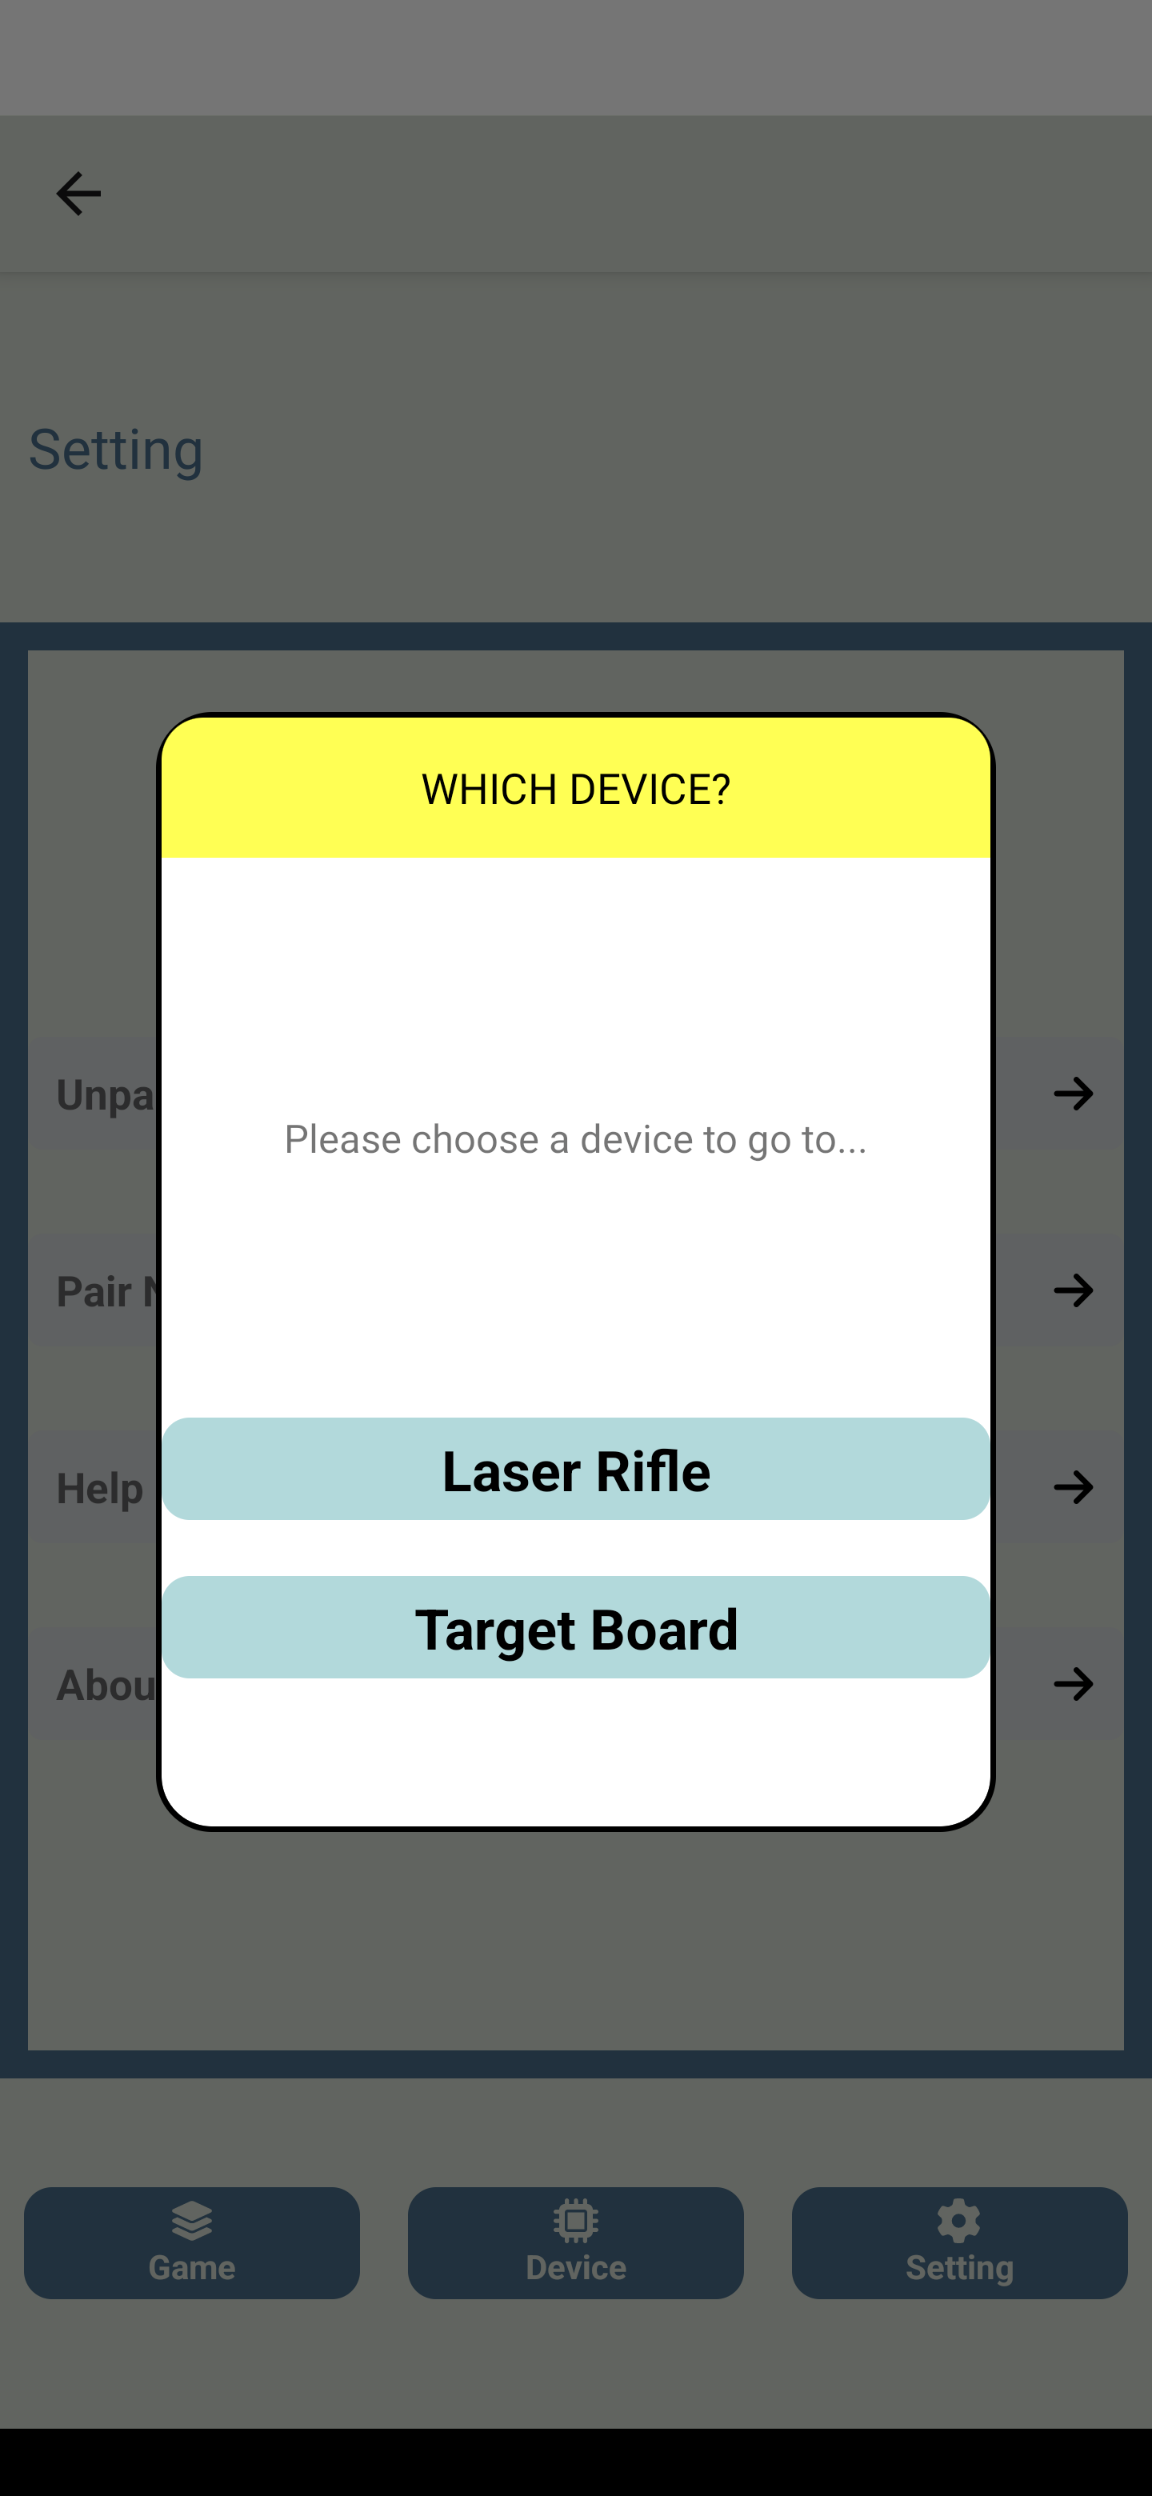 Setting
WHICH DEVICE?
Please choose a device to go to...
Laser Rifle
Target Board
Unpa
Pair
Help
Abou
Game
Device
Setting